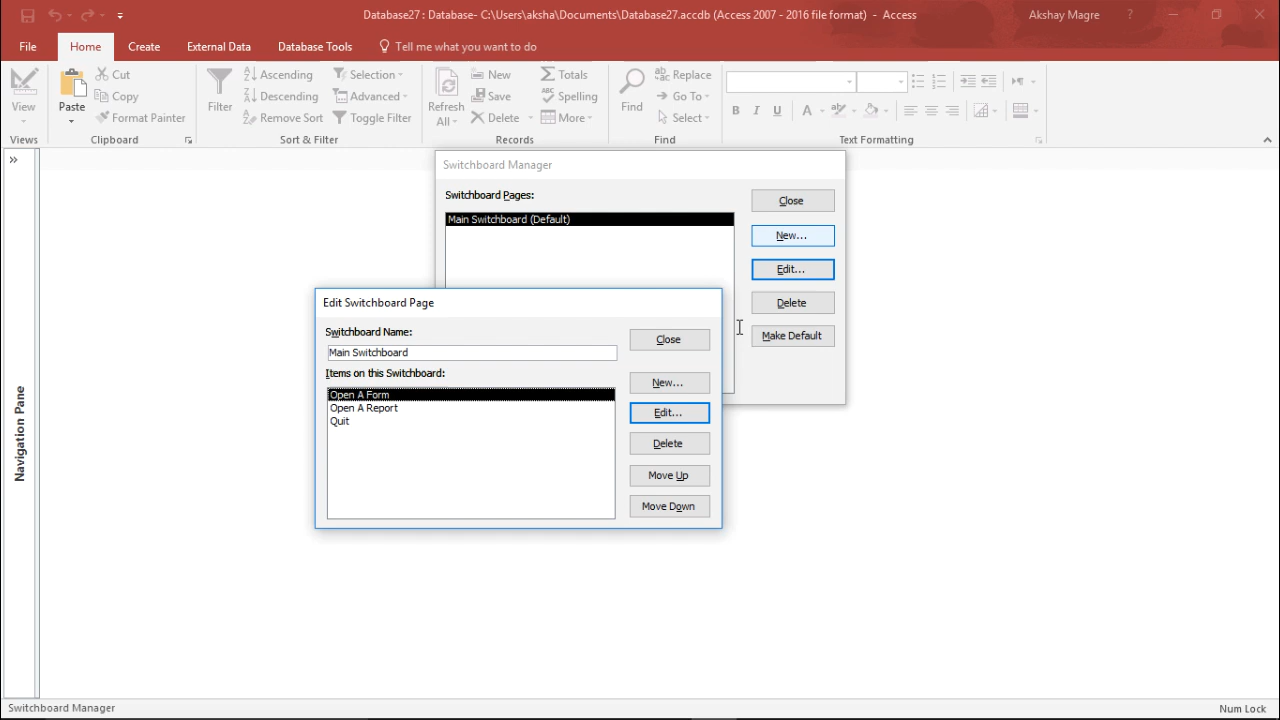 Database27 : Database- C:\Users\aksha\Documents\Database27.accdb (Access 2007 - 2016 file format) - Access
Akshay Magre
?
File
Home
Create
External Data
Database Tools
Tell me what you want to do
View
Views
Paste
Cut
Copy
Format Painter
Clipboard
Filter
Ascending
Descending
Remove Sort
Selection
Advanced
Toggle Filter
Sort & Filter
Refresh
All
New
Save
Delete
Totals
Spelling
More
Records
Find
Replace
Go To
Select
Find
B I U A
Text Formatting
Navigation Pane
Switchboard Manager
Switchboard Pages:
Main Switchboard (Default)
Close
New...
Edit...
Delete
Make Default
Edit Switchboard Page
Switchboard Name:
Main Switchboard
Items on this Switchboard:
Open A Form
Open A Report
Quit
Close
New...
Edit...
Delete
Move Up
Move Down
Switchboard Manager
Num Lock